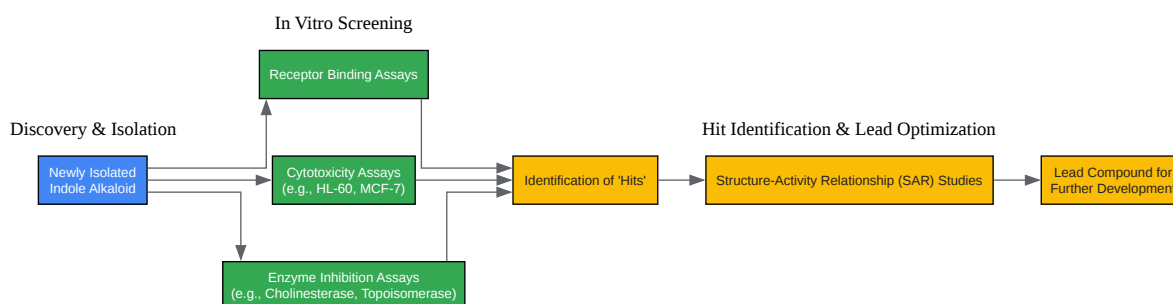 In Vitro Screening
Receptor Binding Assays
Discovery & Isolation
Hit Identification & Lead Optimization
Newly Isolated
Indole Alkaloid
Cytotoxicity Assays
(e.g., HL-60, MCF-7)
Identification of 'Hits'
Structure-Activity Relationship (SAR) Studies
Lead Compound for
Further Development
Enzyme Inhibition Assays
(e.g., Cholinesterase, Topoisomerase)